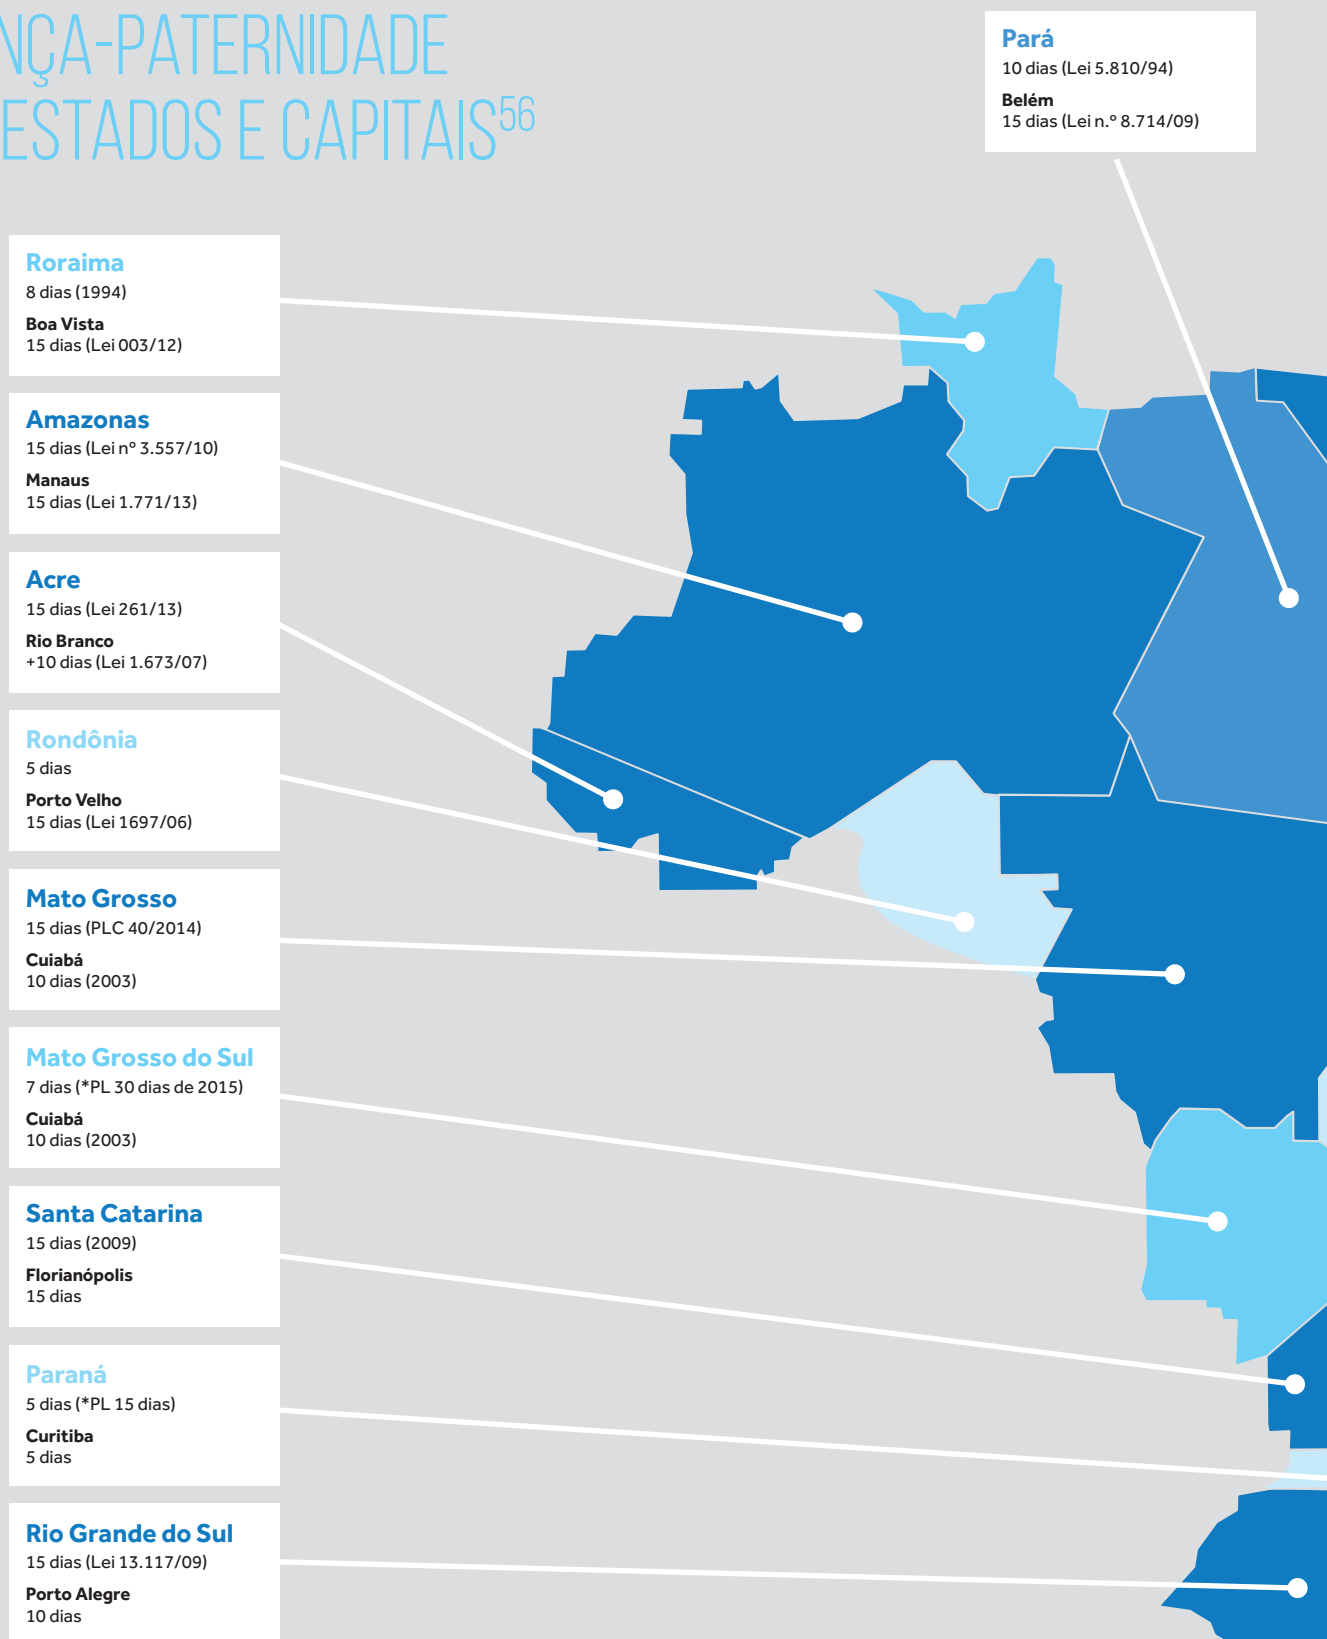 NÇA-PATERNIDADE
ESTADOS E CAPITAIS56
Pará
10 dias (Lei 5.810/94)
Belém
15 dias (Lei n.º 8.714/09)
Roraima
8 dias (1994)
Boa Vista
15 dias (Lei 003/12)
Amazonas
15 dias (Lei nº 3.557/10)
Manaus
15 dias (Lei 1.771/13)
Acre
15 dias (Lei 261/13)
Rio Branco
+10 dias (Lei 1.673/07)
Rondônia
5 dias
Porto Velho
15 dias (Lei 1697/06)
Mato Grosso
15 dias (PLC 40/2014)
Cuiabá
10 dias (2003)
Mato Grosso do Sul
7 dias (*PL 30 dias de 2015)
Cuiabá
10 dias (2003)
Santa Catarina
15 dias (2009)
Florianópolis
15 dias
Paraná
5 dias (*PL 15 dias)
Curitiba
5 dias
Rio Grande do Sul
15 dias (Lei 13.117/09)
Porto Alegre
10 dias